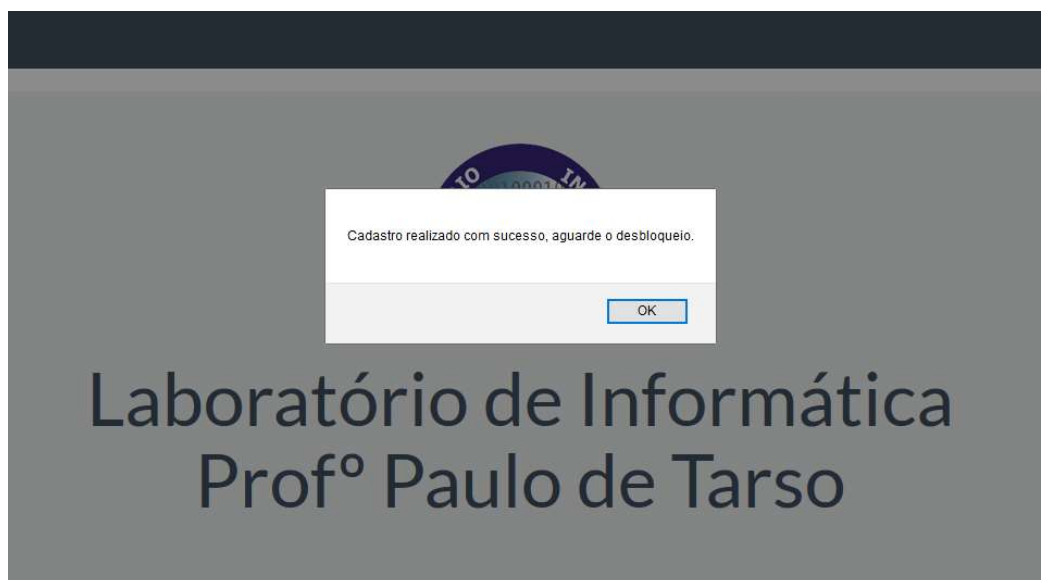 Cadastro realizado com sucesso, aguarde o desbloqueio.
OK
Laboratório de Informática
Profº Paulo de Tarso